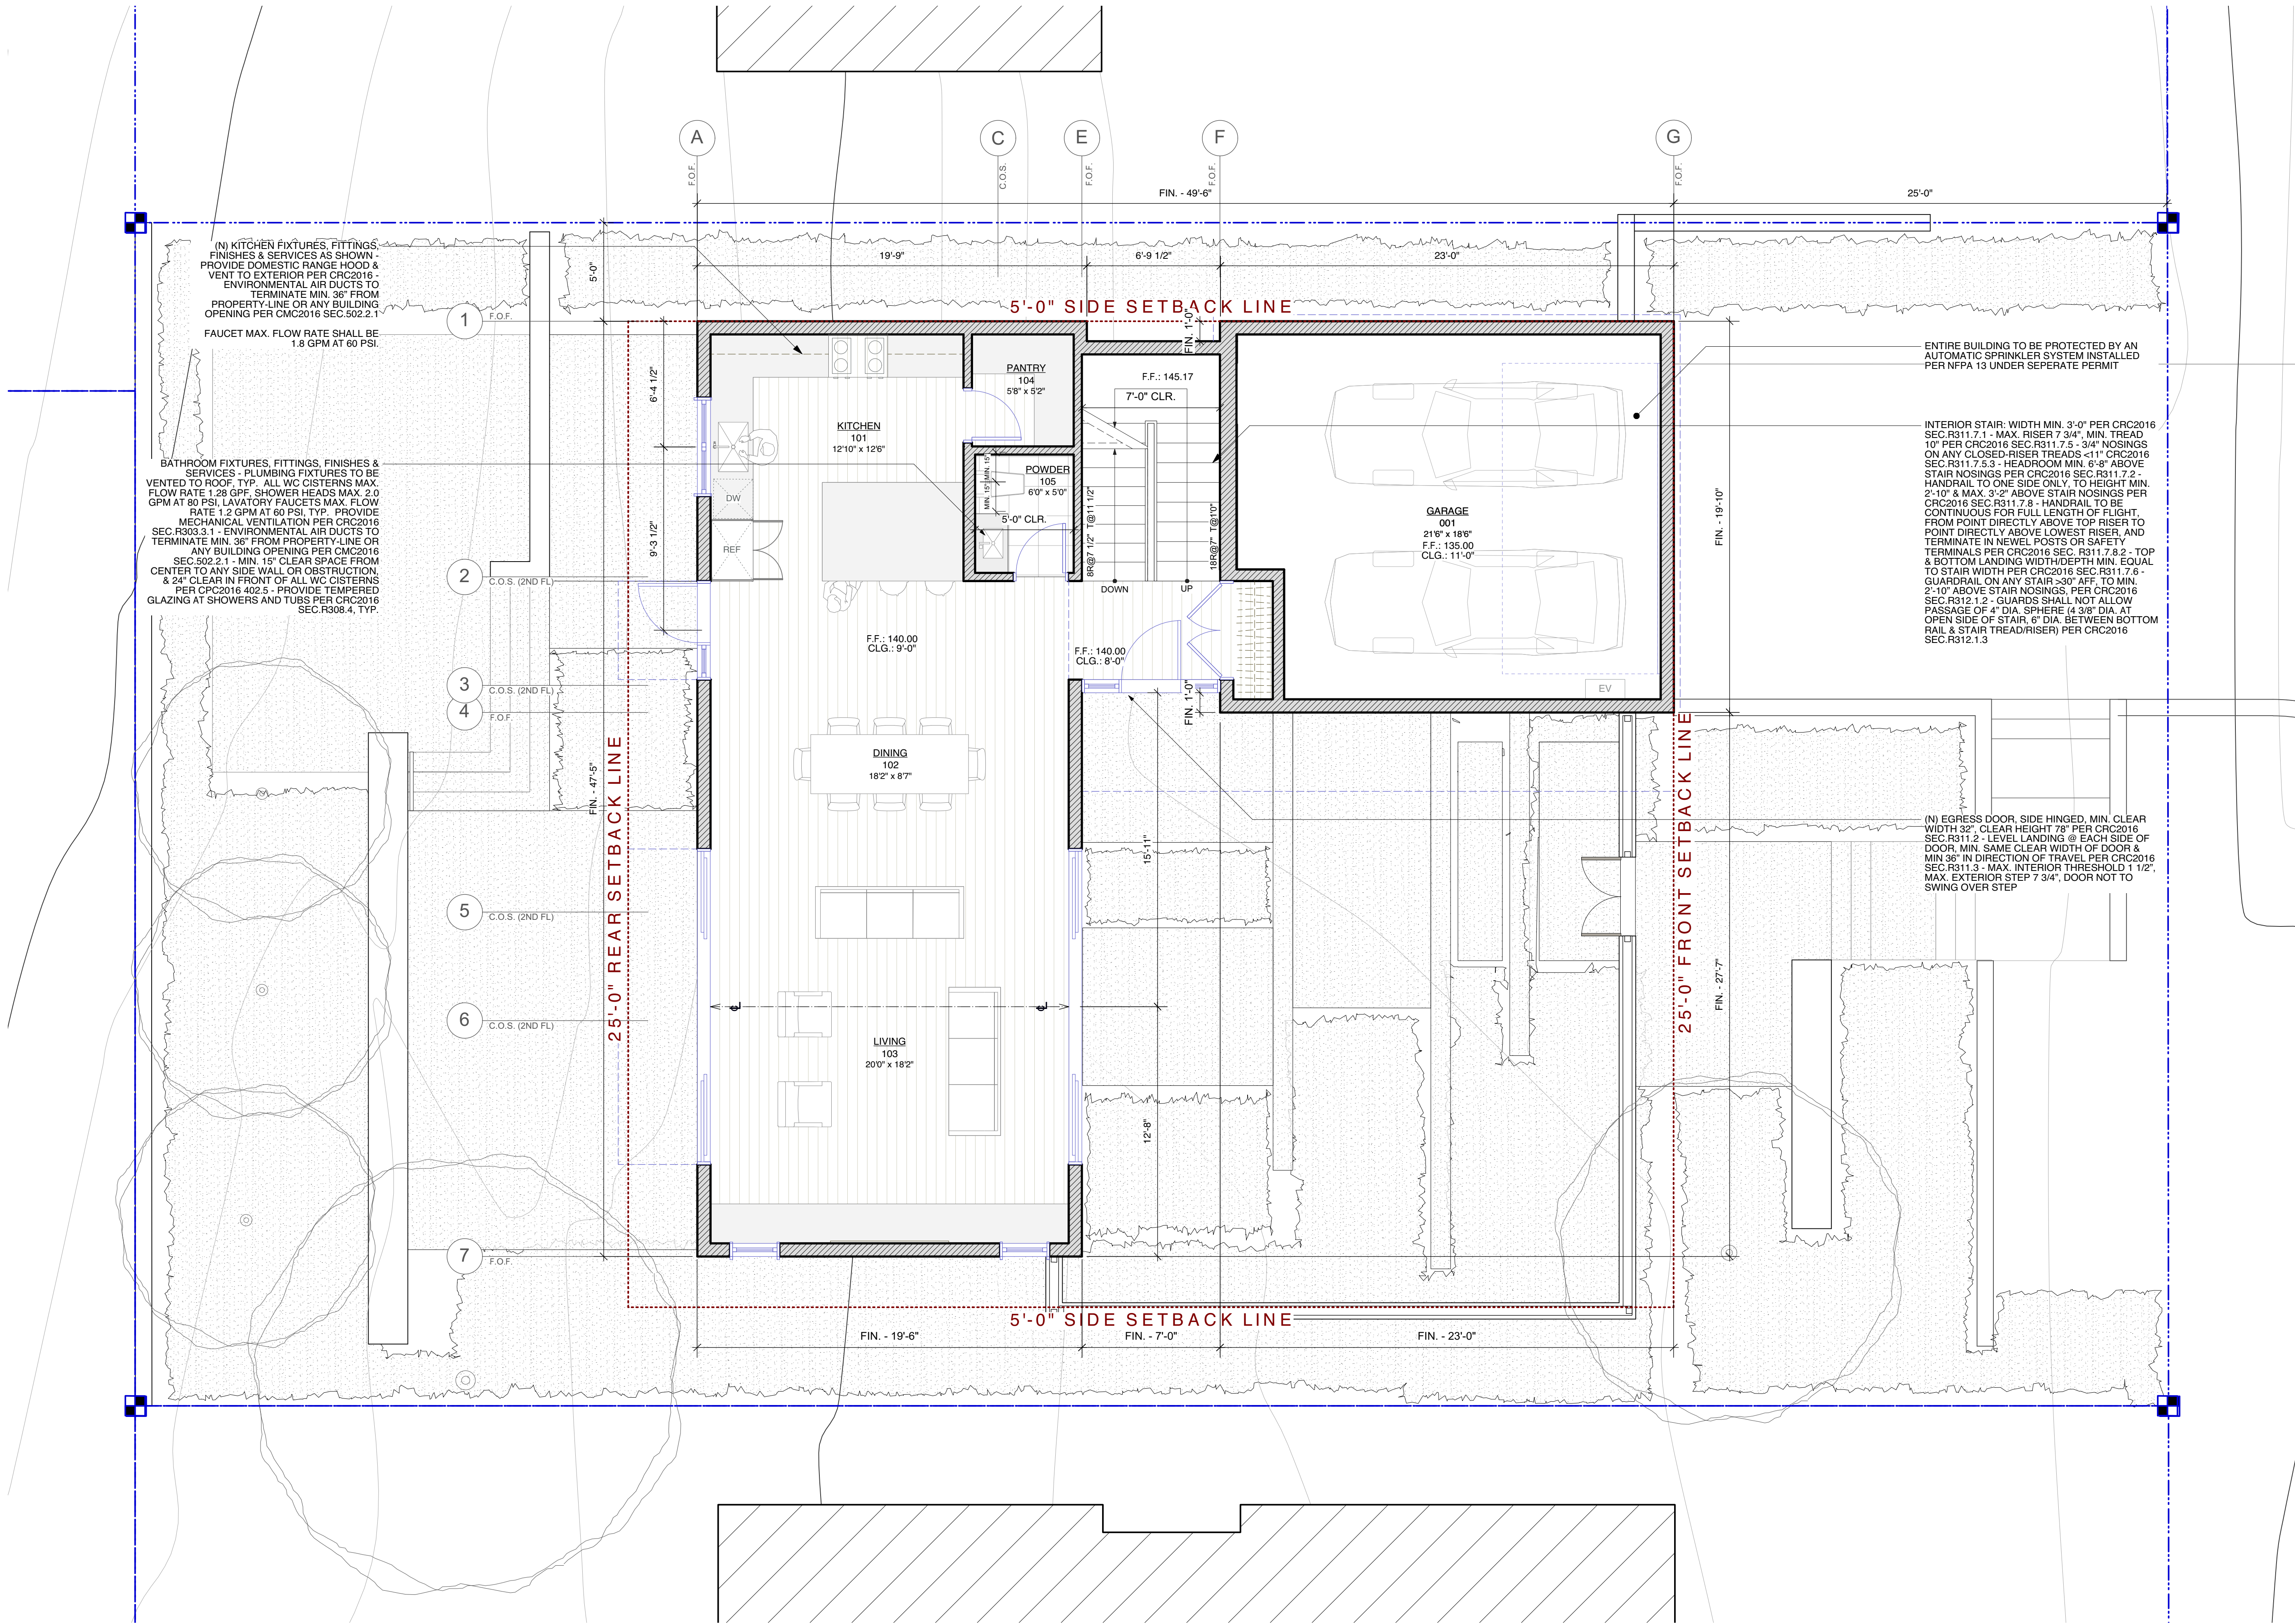 A
C
E
F
G
F.O.F.
C.O.S.
F.O.F.
F.O.F.
F.O.F.
FIN. - 49'-6"
25'-0"
19'-9"
6'-9 1/2"
23'-0"
5'-0"
5'-0" SIDE SETBACK LINE
(N) KITCHEN FIXTURES, FITTINGS,
FINISHES & SERVICES AS SHOWN -
PROVIDE DOMESTIC RANGE HOOD &
VENT TO EXTERIOR PER CRC2016 -
ENVIRONMENTAL AIR DUCTS TO
TERMINATE MIN. 36" FROM
PROPERTY-LINE OR ANY BUILDING
OPENING PER CMC2016 SEC.502.2.1
FAUCET MAX. FLOW RATE SHALL BE
1.8 GPM AT 60 PSI.
BATHROOM FIXTURES, FITTINGS, FINISHES &
SERVICES - PLUMBING FIXTURES TO BE
VENTED TO ROOF, TYP. ALL WC CISTERNS MAX.
FLOW RATE 1.28 GPF, SHOWER HEADS MAX. 2.0
GPM AT 80 PSI, LAVATORY FAUCETS MAX. FLOW
RATE 1.2 GPM AT 60 PSI, TYP. PROVIDE
MECHANICAL VENTILATION PER CRC2016
SEC.R303.3.1 - ENVIRONMENTAL AIR DUCTS TO
TERMINATE MIN. 36" FROM PROPERTY-LINE OR
ANY BUILDING OPENING PER CMC2016
SEC.502.2.1 - MIN. 15" CLEAR SPACE FROM
CENTER TO ANY SIDE WALL OR OBSTRUCTION,
& 24" CLEAR IN FRONT OF ALL WC CISTERNS
PER CPC2016 402.5 - PROVIDE TEMPERED
GLAZING AT SHOWERS AND TUBS PER CRC2016
SEC.R308.4, TYP.
1
F.O.F.
2
C.O.S. (2ND FL)
3
C.O.S. (2ND FL)
4
F.O.F.
5
C.O.S. (2ND FL)
6
C.O.S. (2ND FL)
7
F.O.F.
6'-4 1/2"
9'-3 1/2"
FIN. - 47'-5"
25'-0" REAR SETBACK LINE
KITCHEN
101
12'10" x 12'6"
DW
REF
PANTRY
104
5'8" x 5'2"
POWDER
105
6'0" x 5'0"
MIN. 15"
MIN. 15"
5'-0" CLR.
F.F.: 145.17
7'-0" CLR.
FIN. 1'-0"
8R@7 1/2" T@11 1/2"
18R@7" T@1'0"
DOWN
UP
F.F.: 140.00
CLG.: 9'-0"
F.F.: 140.00
CLG.: 8'-0"
FIN. 1'-0"
GARAGE
001
21'6" x 18'6"
F.F.: 135.00
CLG.: 11'-0"
EV
DINING
102
18'2" x 8'7"
LIVING
103
20'0" x 18'2"
15'-11"
12'-8"
FIN. - 19'-10"
FIN. - 27'-7"
25'-0" FRONT SETBACK LINE
ENTIRE BUILDING TO BE PROTECTED BY AN
AUTOMATIC SPRINKLER SYSTEM INSTALLED
PER NFPA 13 UNDER SEPERATE PERMIT
INTERIOR STAIR: WIDTH MIN. 3'-0" PER CRC2016
SEC.R311.7.1 - MAX. RISER 7 3/4", MIN. TREAD
10" PER CRC2016 SEC.R311.7.5 - 3/4" NOSINGS
ON ANY CLOSED-RISER TREADS <11" CRC2016
SEC.R311.7.5.3 - HEADROOM MIN. 6'-8" ABOVE
STAIR NOSINGS PER CRC2016 SEC.R311.7.2 -
HANDRAIL TO ONE SIDE ONLY, TO HEIGHT MIN.
2'-10" & MAX. 3'-2" ABOVE STAIR NOSINGS PER
CRC2016 SEC.R311.7.8 - HANDRAIL TO BE
CONTINUOUS FOR FULL LENGTH OF FLIGHT,
FROM POINT DIRECTLY ABOVE TOP RISER TO
POINT DIRECTLY ABOVE LOWEST RISER, AND
TERMINATE IN NEWEL POSTS OR SAFETY
TERMINALS PER CRC2016 SEC. R311.7.8.2 - TOP
& BOTTOM LANDING WIDTH/DEPTH MIN. EQUAL
TO STAIR WIDTH PER CRC2016 SEC.R311.7.6 -
GUARDRAIL ON ANY STAIR >30" AFF, TO MIN.
2'-10" ABOVE STAIR NOSINGS, PER CRC2016
SEC.R312.1.2 - GUARDS SHALL NOT ALLOW
PASSAGE OF 4" DIA. SPHERE (4 3/8" DIA. AT
OPEN SIDE OF STAIR, 6" DIA. BETWEEN BOTTOM
RAIL & STAIR TREAD/RISER) PER CRC2016
SEC.R312.1.3
(N) EGRESS DOOR, SIDE HINGED, MIN. CLEAR
WIDTH 32", CLEAR HEIGHT 78" PER CRC2016
SEC.R311.2 - LEVEL LANDING @ EACH SIDE OF
DOOR, MIN. SAME CLEAR WIDTH OF DOOR &
MIN 36" IN DIRECTION OF TRAVEL PER CRC2016
SEC.R311.3 - MAX. INTERIOR THRESHOLD 1 1/2",
MAX. EXTERIOR STEP 7 3/4", DOOR NOT TO
SWING OVER STEP
5'-0" SIDE SETBACK LINE
FIN. - 19'-6"
FIN. - 7'-0"
FIN. - 23'-0"